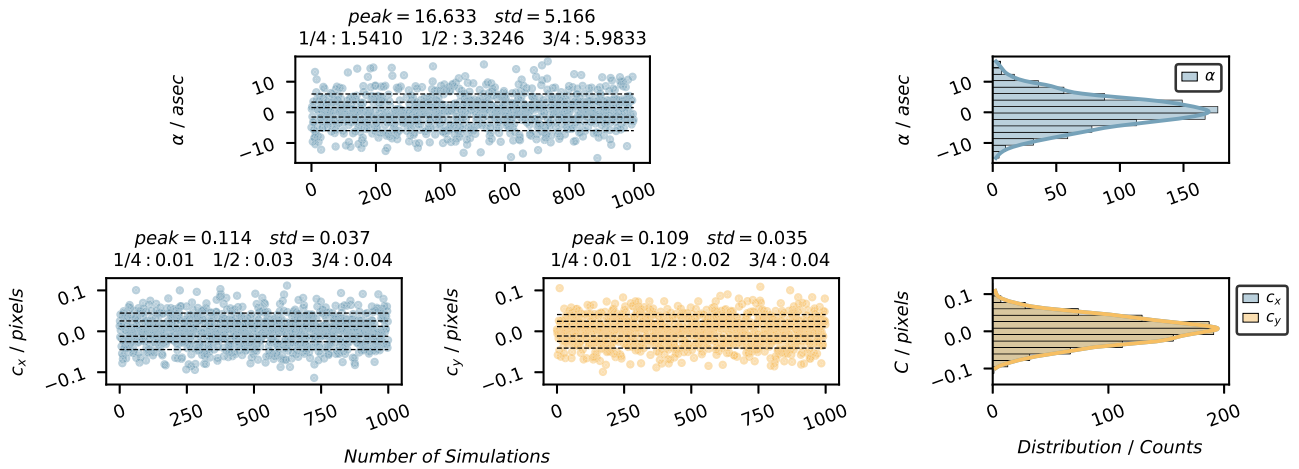 peak = 16.633 std = 5.166
1/4 : 1.5410 1/2 : 3.3246 3/4 : 5.9833
α / asec
10
0
−10
0 200 400 600 800 1000
α / asec
10
0
−10
0 50 100 150
α
peak = 0.114 std = 0.037
1/4 : 0.01 1/2 : 0.03 3/4 : 0.04
c_x / pixels
0.1
0.0
−0.1
0 250 500 750 1000
peak = 0.109 std = 0.035
1/4 : 0.01 1/2 : 0.02 3/4 : 0.04
c_y / pixels
0.1
0.0
−0.1
0 250 500 750 1000
Number of Simulations
C / pixels
0.1
0.0
−0.1
0 100 200
c_x
c_y
Distribution / Counts